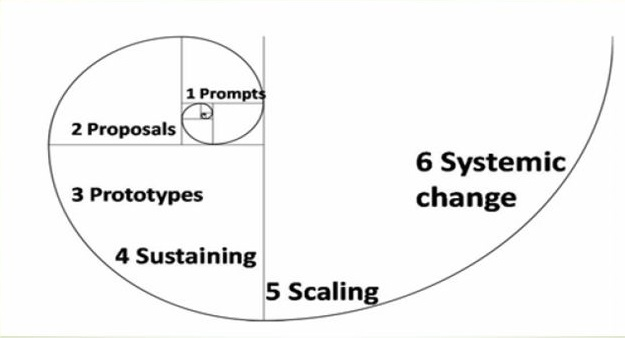 1 Prompts
2 Proposals
3 Prototypes
4 Sustaining
5 Scaling
6 Systemic
change